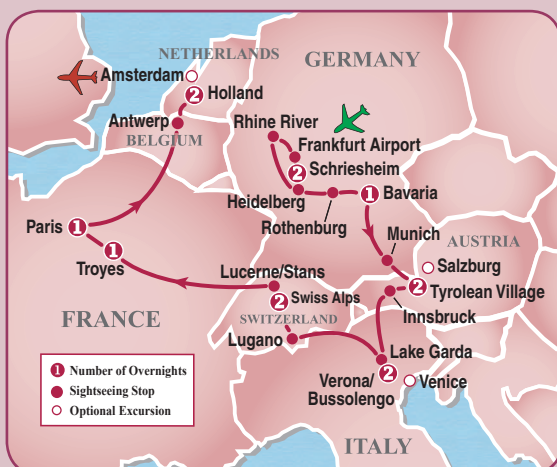 NETHERLANDS
GERMANY
Amsterdam
2 Holland
Antwerp
BELGIUM
Rhine River
Frankfurt Airport
2 Schriesheim
Heidelberg
1 Bavaria
Rothenburg
Paris 1
1
Troyes
Munich
AUSTRIA
Salzburg
2 Tyrolean Village
Innsbruck
Lucerne/Stans
2 Swiss Alps
SWITZERLAND
Lugano
FRANCE
Lake Garda
2
Verona/
Bussolengo
Venice
ITALY
1 Number of Overnights
Sightseeing Stop
Optional Excursion